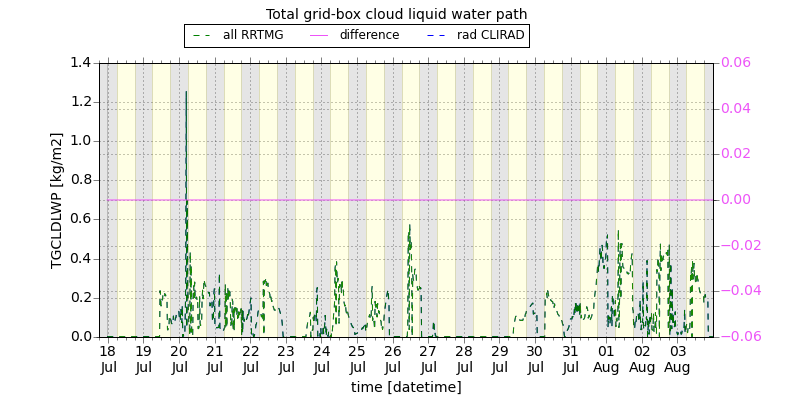 Total grid-box cloud liquid water path
all RRTMG difference rad CLIRAD
1.4 0.06
1.2 0.04
1.0 0.02
0.8 0.00
0.6 −0.02
0.4 −0.04
0.2 −0.06
0.0
TGCLDLWP [kg/m2]
18 19 20 21 22 23 24 25 26 27 28 29 30 31 01 02 03
Jul Jul Jul Jul Jul Jul Jul Jul Jul Jul Jul Jul Jul Jul Aug Aug Aug
time [datetime]